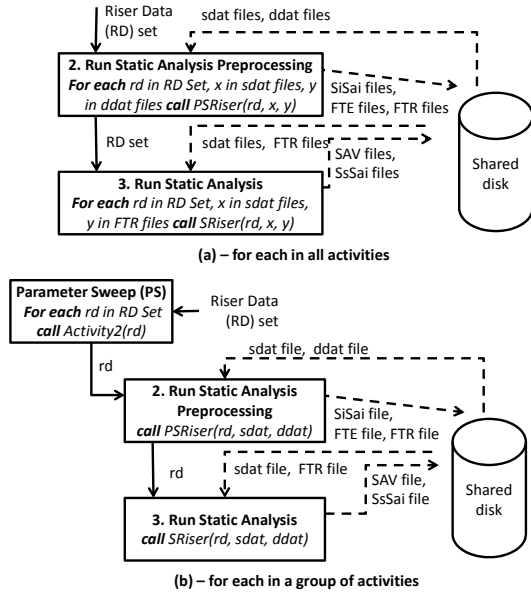 Riser Data
(RD) set
sdat files, ddat files
2. Run Static Analysis Preprocessing
For each rd in RD Set, x in sdat files, y
in ddat files call PSRiser(rd, x, y)
SiSai files,
FTE files, FTR files
RD set
sdat files, FTR files
SAV files,
SsSai files
Shared
disk
3. Run Static Analysis
For each rd in RD Set, x in sdat files,
y in FTR files call SRiser(rd, x, y)
(a) – for each in all activities
Parameter Sweep (PS)
For each rd in RD Set
call Activity2(rd)
Riser Data
(RD) set
rd
sdat file, ddat file
2. Run Static Analysis
Preprocessing
call PSRiser(rd, sdat, ddat)
SiSai file,
FTE file, FTR file
rd
sdat file, FTR file
SAV file,
SsSai file
Shared
disk
3. Run Static Analysis
call SRiser(rd, sdat, ddat)
(b) – for each in a group of activities